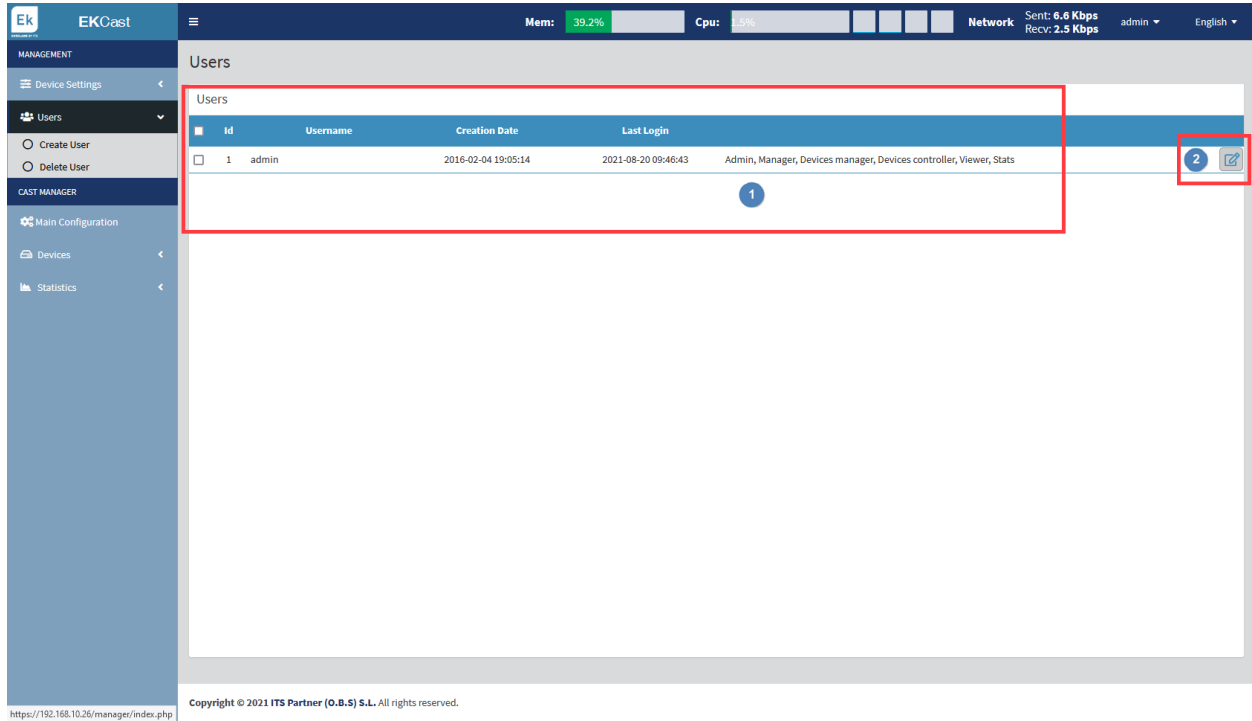 Ek
EKCast
Mem: 39.2%
Cpu: 1.5%
Network
Sent: 6.6 Kbps
Recv: 2.5 Kbps
admin
English
MANAGEMENT
Device Settings
Users
Create User
Delete User
CAST MANAGER
Main Configuration
Devices
Statistics
Users
Users
Id Username Creation Date Last Login
1 admin 2016-02-04 19:05:14 2021-08-20 09:46:43 Admin, Manager, Devices manager, Devices controller, Viewer, Stats
2
1
Copyright © 2021 ITS Partner (O.B.S) S.L. All rights reserved.
https://192.168.10.26/manager/index.php